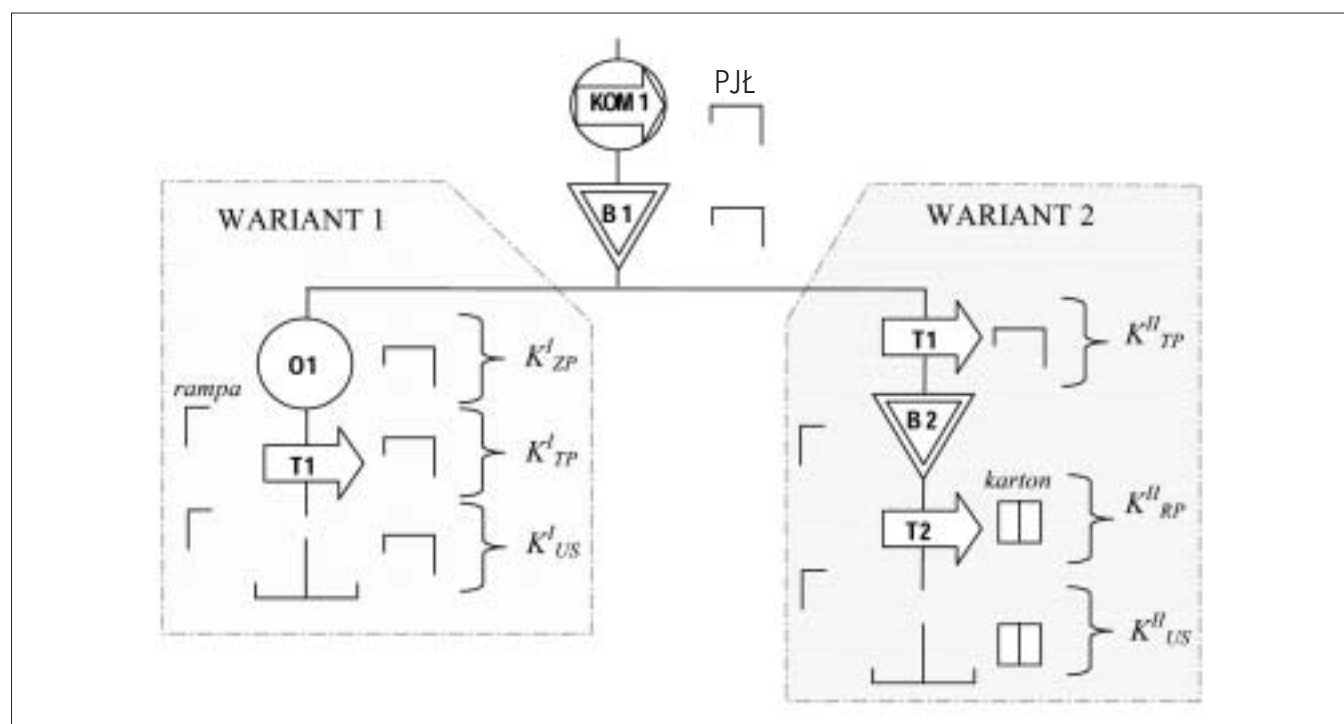 PJŁ
KOM 1
B 1
WARIANT 1
O1
K^I_ZP
rampa
T1
K^I_TP
K^I_US
WARIANT 2
T1
K^II_TP
B 2
karton
T2
K^II_RP
K^II_US